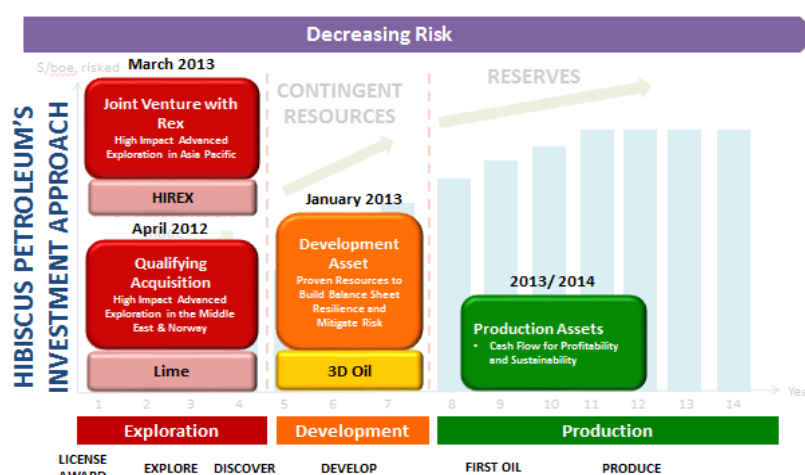 Decreasing Risk
$/boe, risked
March 2013
CONTINGENT
RESOURCES
RESERVES
HIBISCUS PETROLEUM'S
INVESTMENT APPROACH
Joint Venture with
Rex
High Impact Advanced
Exploration in Asia Pacific
HIREX
April 2012
Qualifying
Acquisition
High Impact Advanced
Exploration in the Middle
East & Norway
Lime
January 2013
Development
Asset
Proven Resources to
Build Balance Sheet
Resilience and
Mitigate Risk
3D Oil
2013/ 2014
Production Assets
• Cash Flow for Profitability
and Sustainability
1 2 3 4 5 6 7 8 9 10 11 12 13 14
Exploration Development Production
LICENSE
AWARD
EXPLORE DISCOVER DEVELOP FIRST OIL PRODUCE